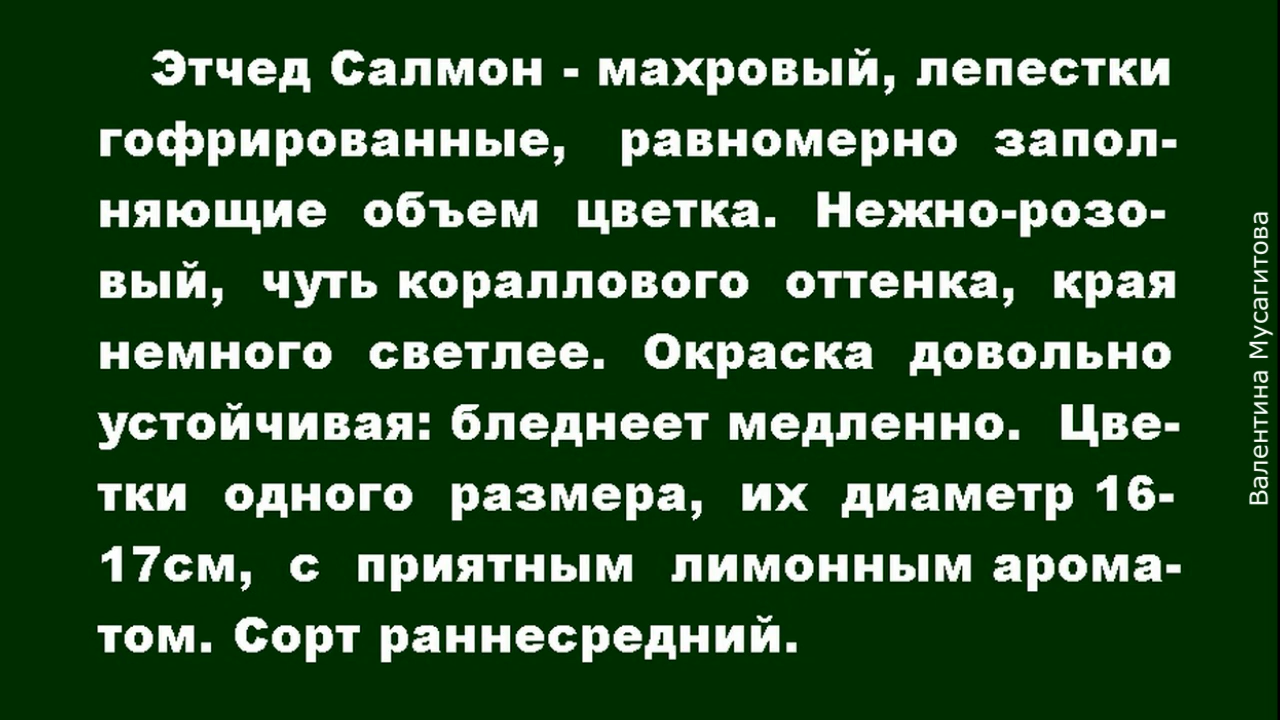 Этчед Салмон - махровый, лепестки
гофрированные, равномерно запол-
няющие объем цветка. Нежно-розо-
вый, чуть кораллового оттенка, края
немного светлее. Окраска довольно
устойчивая: бледнеет медленно. Цве-
тки одного размера, их диаметр 16-
17см, с приятным лимонным арома-
том. Сорт раннесредний.
Валентина Мусагитова